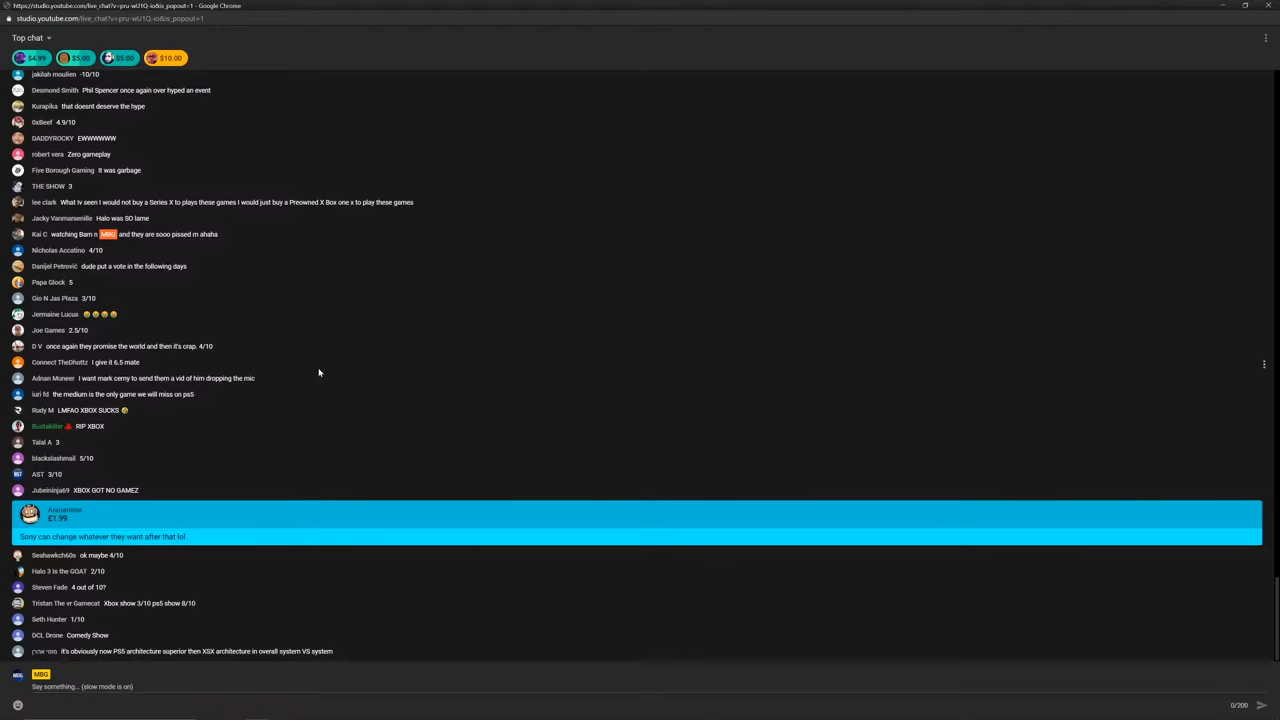 https://studio.youtube.com/live_chat?v=pru-wU1Q-io&is_popout=1 - Google Chrome
studio.youtube.com/live_chat?v=pru-wU1Q-io&is_popout=1
Top chat
$4.99 $5.00 $5.00 $10.00
jakilah moulien -10/10
Desmond Smith Phil Spencer once again over hyped an event
Kurapika that doesnt deserve the hype
0xBeef 4.9/10
DADDYROCKY EWWWWWW
robert vera Zero gameplay
Five Borough Gaming It was garbage
THE SHOW 3
lee clark What Iv seen I would not buy a Series X to plays these games I would just buy a Preowned X Box one x to play these games
Jacky Vanmarsenille Halo was SO lame
Kai C watching Bam n MBG and they are sooo pissed m ahaha
Nicholas Accatino 4/10
Danijel Petrović dude put a vote in the following days
Papa Glock 5
Gio N Jas Plaza 3/10
Jermaine Lucus
Joe Games 2.5/10
D V once again they promise the world and then it's crap. 4/10
Connect TheDhottz I give it 6.5 mate
Adnan Muneer I want mark cerny to send them a vid of him dropping the mic
iuri fd the medium is the only game we will miss on ps5
Rudy M LMFAO XBOX SUCKS
Bustakiller RIP XBOX
Talal A 3
blackslashmail 5/10
AST 3/10
Jubeininja69 XBOX GOT NO GAMEZ
Arananime
£1.99
Sony can change whatever they want after that lol
Seahawkch60s ok maybe 4/10
Halo 3 Is the GOAT 2/10
Steven Fade 4 out of 10?
Tristan The vr Gamecat Xbox show 3/10 ps5 show 8/10
Seth Hunter 1/10
DCL Drone Comedy Show
מוטי אהרן it's obviously now PS5 architecture superior then XSX architecture in overall system VS system
MBG
Say something... (slow mode is on)
0/200